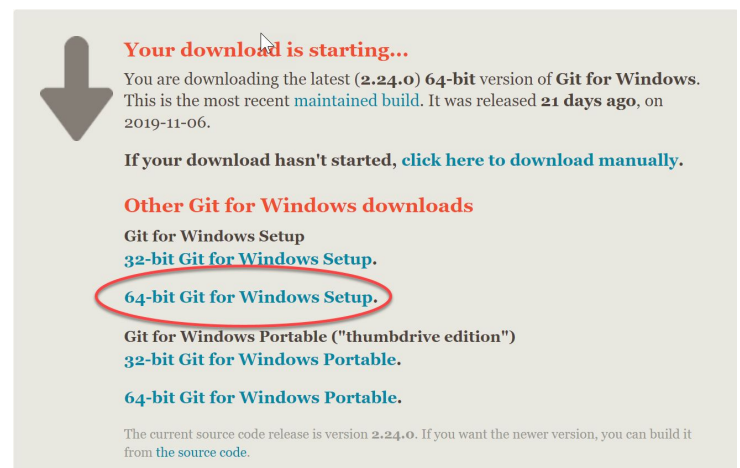 Your download is starting...
You are downloading the latest (2.24.0) 64-bit version of Git for Windows.
This is the most recent maintained build. It was released 21 days ago, on
2019-11-06.
If your download hasn't started, click here to download manually.
Other Git for Windows downloads
Git for Windows Setup
32-bit Git for Windows Setup.
64-bit Git for Windows Setup.
Git for Windows Portable ("thumbdrive edition")
32-bit Git for Windows Portable.
64-bit Git for Windows Portable.
The current source code release is version 2.24.0. If you want the newer version, you can build it
from the source code.